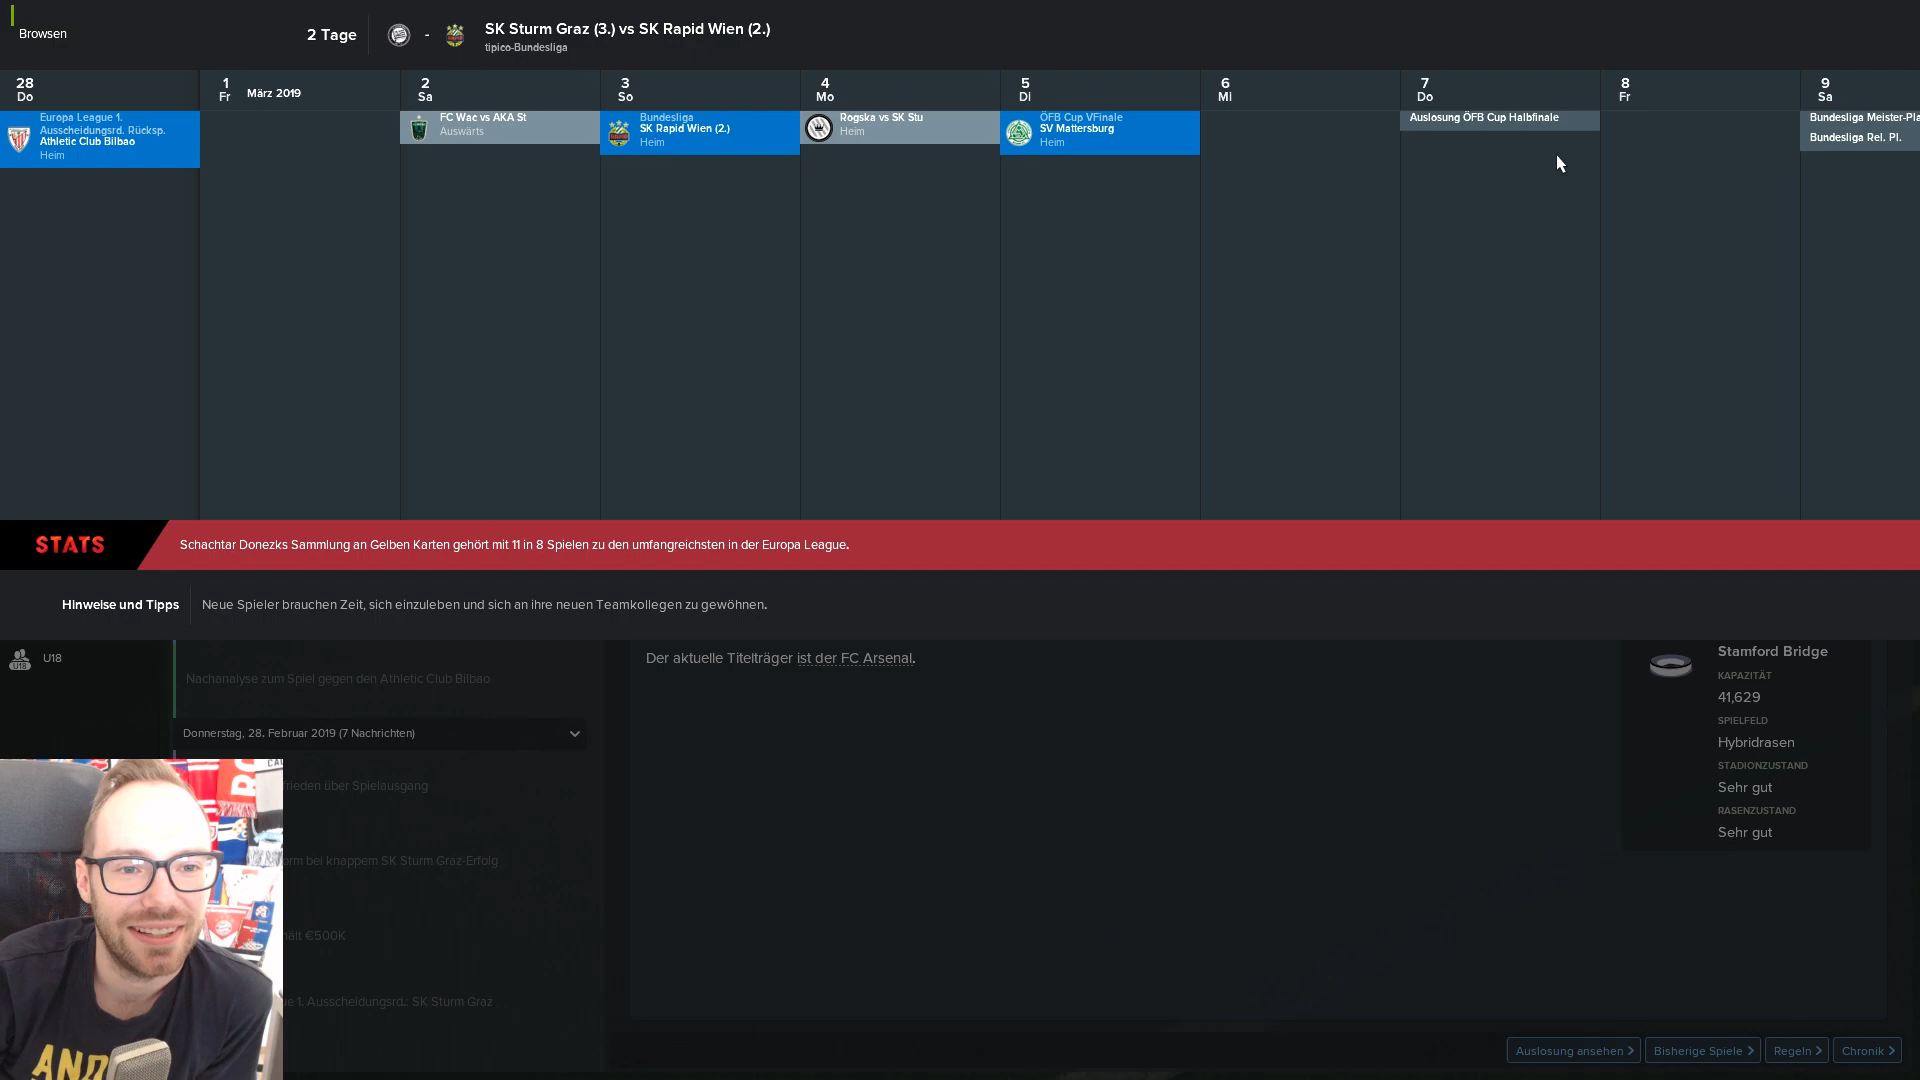 Browsen
2 Tage
-
SK Sturm Graz (3.) vs SK Rapid Wien (2.)
tipico-Bundesliga
28
Do
1
Fr
März 2019
2
Sa
3
So
4
Mo
5
Di
6
Mi
7
Do
8
Fr
9
Sa
Europa League 1.
Ausscheidungsrd. Rücksp.
Athletic Club Bilbao
Heim
FC Wac vs AKA St
Auswärts
Bundesliga
SK Rapid Wien (2.)
Heim
Rogska vs SK Stu
Heim
ÖFB Cup VFinale
SV Mattersburg
Heim
Auslosung ÖFB Cup Halbfinale
Bundesliga Meister-Pla
Bundesliga Rel. Pl.
STATS
Schachtar Donezks Sammlung an Gelben Karten gehört mit 11 in 8 Spielen zu den umfangreichsten in der Europa League.
Hinweise und Tipps
Neue Spieler brauchen Zeit, sich einzuleben und sich an ihre neuen Teamkollegen zu gewöhnen.
U18
U18
Nachanalyse zum Spiel gegen den Athletic Club Bilbao
Donnerstag, 28. Februar 2019 (7 Nachrichten)
frieden über Spielausgang
orm bei knappem SK Sturm Graz-Erfolg
hält €500K
ue 1. Ausscheidungsrd.: SK Sturm Graz
Der aktuelle Titelträger ist der FC Arsenal.
Stamford Bridge
KAPAZITÄT
41,629
SPIELFELD
Hybridrasen
STADIONZUSTAND
Sehr gut
RASENZUSTAND
Sehr gut
Auslosung ansehen
Bisherige Spiele
Regeln
Chronik
AND